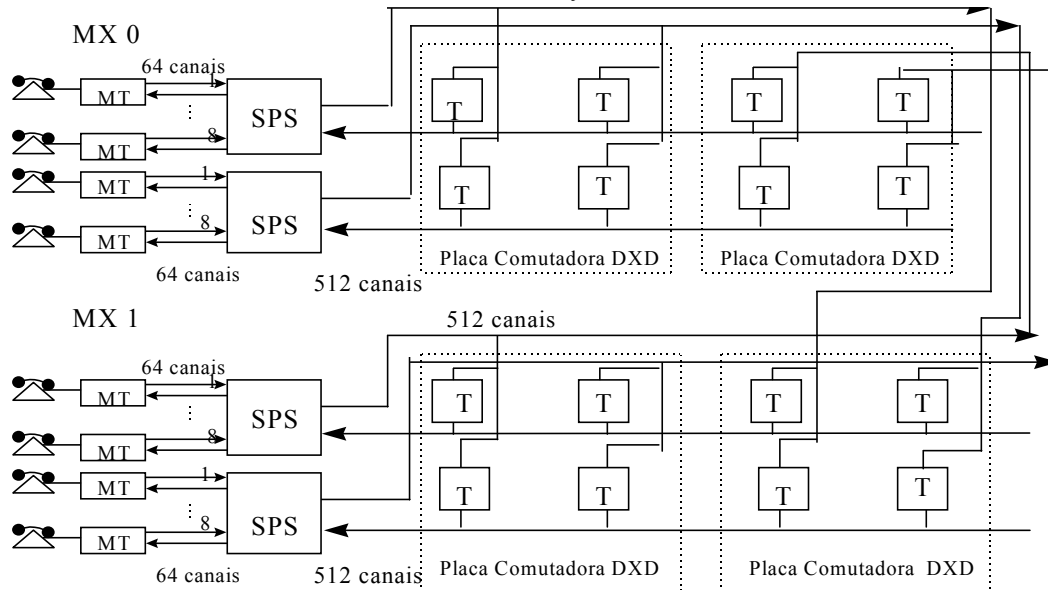 MX 0
64 canais
1
MT
SPS
8
MT
MT
1
SPS
8
MT
64 canais
512 canais
T
T
T
T
T
T
T
T
Placa Comutadora DXD
Placa Comutadora DXD
MX 1
512 canais
64 canais
1
MT
SPS
8
MT
MT
1
SPS
8
MT
64 canais
512 canais
T
T
T
T
T
T
T
T
Placa Comutadora DXD
Placa Comutadora DXD